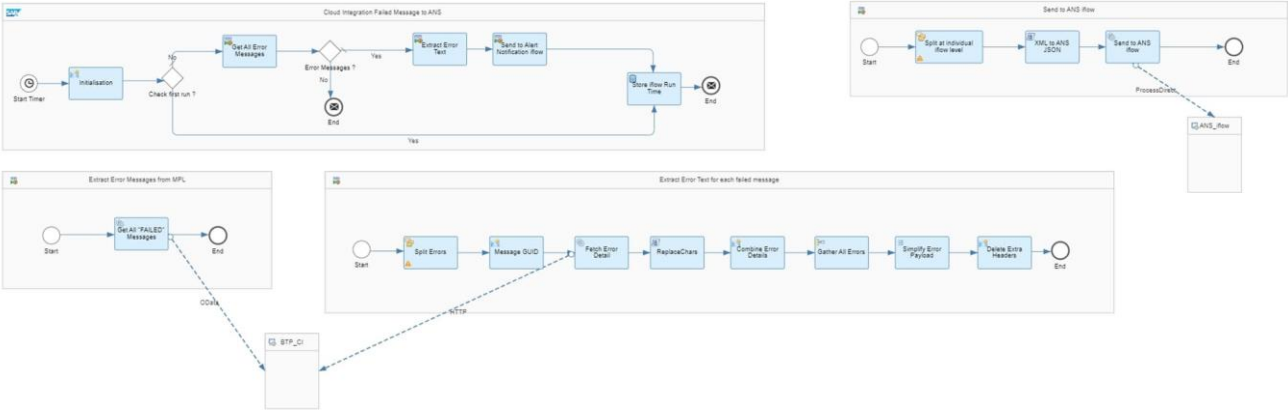 SAP
Cloud Integration Failed Message to ANS
Start Timer
Initialisation
No
Check first run ?
Get All Error
Messages
Error Messages ?
Yes
No
End
Extract Error
Text
Send to Alert
Notification iflow
Store iflow Run
Time
End
Yes
Send to ANS iflow
Start
Split at individual
iflow level
XML to ANS
JSON
Send to ANS
iflow
End
ProcessDirect
ANS_iflow
Extract Error Messages from MPL
Start
Get All "FAILED"
Messages
End
OData
Extract Error Text for each failed message
Start
Split Errors
Message GUID
Fetch Error
Detail
ReplaceChars
Combine Error
Details
Gather All Errors
Simplify Error
Payload
Delete Extra
Headers
End
HTTP
BTP_CI